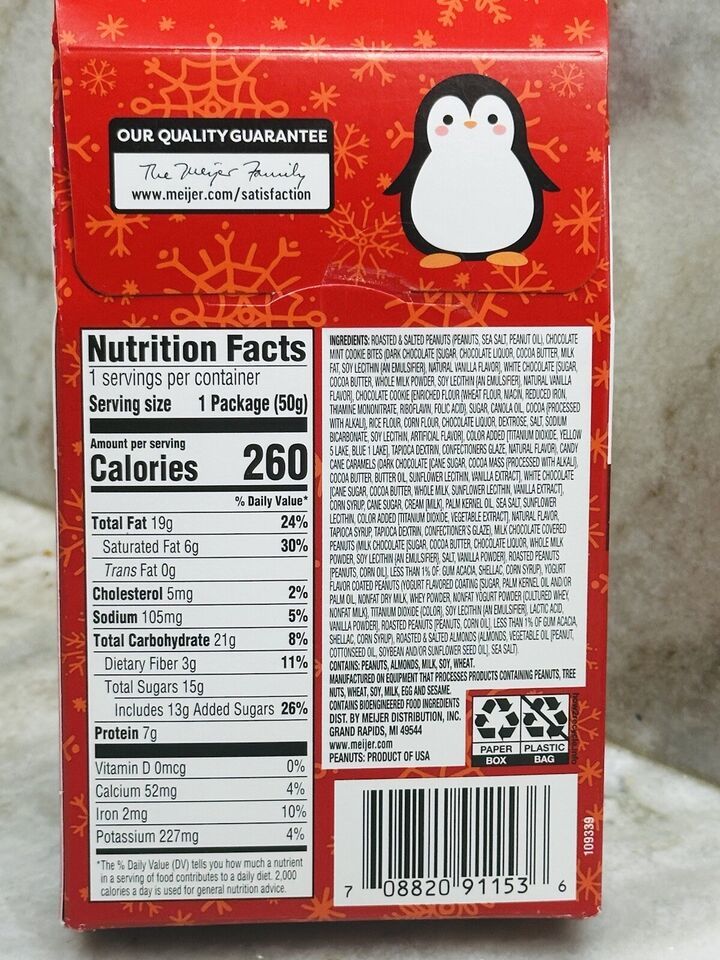 OUR QUALITY GUARANTEE
The Meijer Family
www.meijer.com/satisfaction
Nutrition Facts
1 servings per container
Serving size 1 Package (50g)
Amount per serving
Calories 260
% Daily Value*
Total Fat 19g 24%
Saturated Fat 6g 30%
Trans Fat 0g
Cholesterol 5mg 2%
Sodium 105mg 5%
Total Carbohydrate 21g 8%
Dietary Fiber 3g 11%
Total Sugars 15g
Includes 13g Added Sugars 26%
Protein 7g
Vitamin D 0mcg 0%
Calcium 52mg 4%
Iron 2mg 10%
Potassium 227mg 4%
*The % Daily Value (DV) tells you how much a nutrient
in a serving of food contributes to a daily diet. 2,000
calories a day is used for general nutrition advice.
INGREDIENTS: ROASTED & SALTED PEANUTS (PEANUTS, SEA SALT, PEANUT OIL), CHOCOLATE
MINT COOKIE BITES (DARK CHOCOLATE [SUGAR, CHOCOLATE LIQUOR, COCOA BUTTER, MILK
FAT, SOY LECITHIN (AN EMULSIFIER), NATURAL VANILLA FLAVOR], WHITE CHOCOLATE [SUGAR,
COCOA BUTTER, WHOLE MILK POWDER, SOY LECITHIN (AN EMULSIFIER), NATURAL VANILLA
FLAVOR], CHOCOLATE COOKIE [ENRICHED FLOUR (WHEAT FLOUR, NIACIN, REDUCED IRON,
THIAMINE MONONITRATE, RIBOFLAVIN, FOLIC ACID), SUGAR, CANOLA OIL, COCOA (PROCESSED
WITH ALKALI), RICE FLOUR, CORN FLOUR, CHOCOLATE LIQUOR, DEXTROSE, SALT, SODIUM
BICARBONATE, SOY LECITHIN, ARTIFICIAL FLAVOR], COLOR ADDED [TITANIUM DIOXIDE, YELLOW
5 LAKE, BLUE 1 LAKE], TAPIOCA DEXTRIN, CONFECTIONERS GLAZE, NATURAL FLAVOR), CANDY
CANE CARAMELS (DARK CHOCOLATE [CANE SUGAR, COCOA MASS (PROCESSED WITH ALKALI),
COCOA BUTTER, BUTTER OIL, SUNFLOWER LECITHIN, VANILLA EXTRACT], WHITE CHOCOLATE
[CANE SUGAR, COCOA BUTTER, WHOLE MILK, SUNFLOWER LECITHIN, VANILLA EXTRACT],
CORN SYRUP, CANE SUGAR, CREAM [MILK], PALM KERNEL OIL, SEA SALT, SUNFLOWER
LECITHIN, COLOR ADDED [TITANIUM DIOXIDE, VEGETABLE EXTRACT], NATURAL FLAVOR,
TAPIOCA SYRUP, TAPIOCA DEXTRIN, CONFECTIONER'S GLAZE), MILK CHOCOLATE COVERED
PEANUTS (MILK CHOCOLATE [SUGAR, COCOA BUTTER, CHOCOLATE LIQUOR, WHOLE MILK
POWDER, SOY LECITHIN (AN EMULSIFIER), SALT, VANILLA POWDER], ROASTED PEANUTS
[PEANUTS, CORN OIL], LESS THAN 1% OF: GUM ACACIA, SHELLAC, CORN SYRUP), YOGURT
FLAVOR COATED PEANUTS (YOGURT FLAVORED COATING [SUGAR, PALM KERNEL OIL AND/OR
PALM OIL, NONFAT DRY MILK, WHEY POWDER, NONFAT YOGURT POWDER (CULTURED WHEY,
NONFAT MILK), TITANIUM DIOXIDE (COLOR), SOY LECITHIN (AN EMULSIFIER), LACTIC ACID,
VANILLA POWDER], ROASTED PEANUTS [PEANUTS, CORN OIL], LESS THAN 1% OF GUM ACACIA,
SHELLAC, CORN SYRUP), ROASTED & SALTED ALMONDS (ALMONDS, VEGETABLE OIL [PEANUT,
COTTONSEED OIL, SOYBEAN AND/OR SUNFLOWER SEED OIL], SEA SALT).
CONTAINS: PEANUTS, ALMONDS, MILK, SOY, WHEAT.
MANUFACTURED ON EQUIPMENT THAT PROCESSES PRODUCTS CONTAINING PEANUTS, TREE
NUTS, WHEAT, SOY, MILK, EGG AND SESAME.
CONTAINS BIOENGINEERED FOOD INGREDIENTS
DIST. BY MEIJER DISTRIBUTION, INC.
GRAND RAPIDS, MI 49544
www.meijer.com
PEANUTS: PRODUCT OF USA
PAPER PLASTIC
BOX BAG
109339
7 08820 91153 6